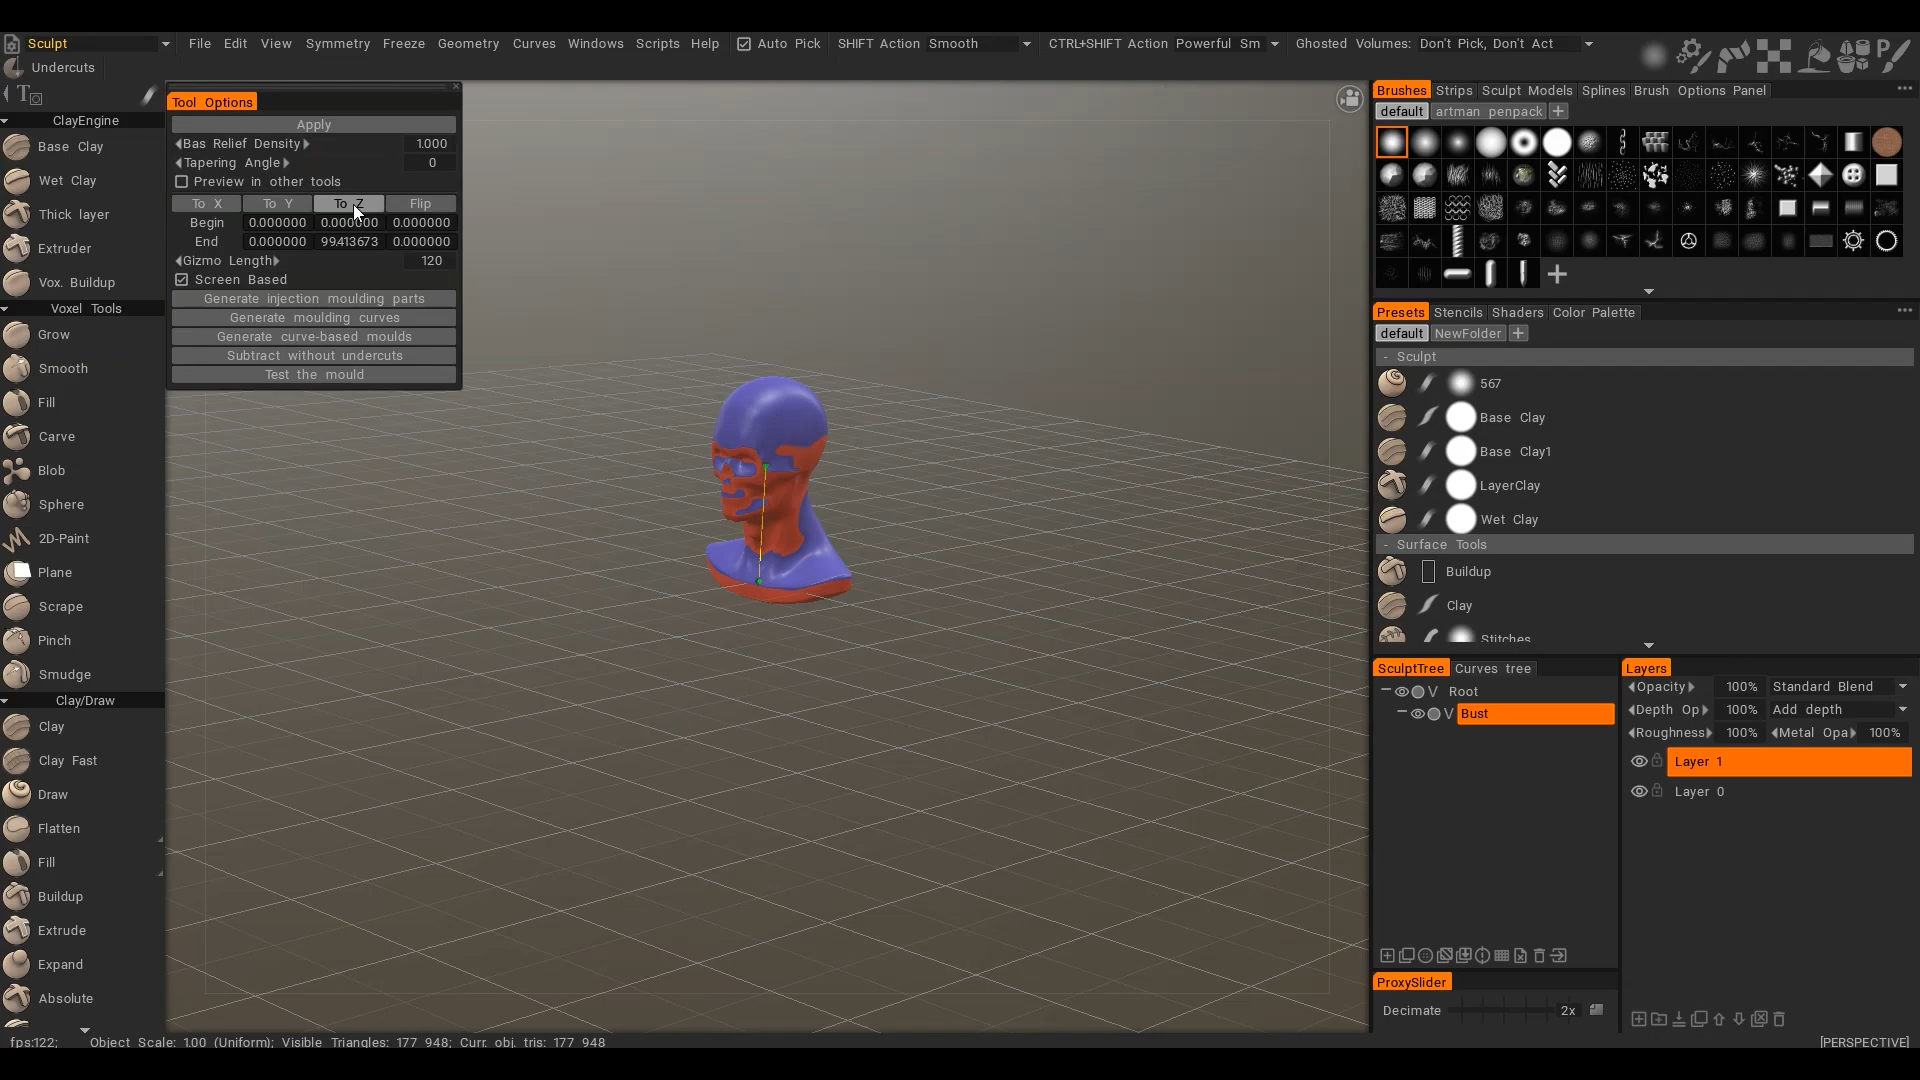 Sculpt File Edit View Symmetry Freeze Geometry Curves Windows Scripts Help Auto Pick SHIFT Action Smooth CTRL+SHIFT Action Powerful Sm Ghosted Volumes: Don't Pick, Don't Act
Undercuts
ClayEngine
Base Clay
Wet Clay
Thick layer
Extruder
Vox. Buildup
Voxel Tools
Grow
Smooth
Fill
Carve
Blob
Sphere
2D-Paint
Plane
Scrape
Pinch
Smudge
Clay/Draw
Clay
Clay Fast
Draw
Flatten
Fill
Buildup
Extrude
Expand
Absolute
Tool Options
Apply
Bas Relief Density 1.000
Tapering Angle 0
Preview in other tools
To X To Y To Z Flip
Begin 0.000000 0.000000 0.000000
End 0.000000 99.413673 0.000000
Gizmo Length 120
Screen Based
Generate injection moulding parts
Generate moulding curves
Generate curve-based moulds
Subtract without undercuts
Test the mould
Brushes Strips Sculpt Models Splines Brush Options Panel
default artman penpack
Presets Stencils Shaders Color Palette
default NewFolder
- Sculpt
567
Base Clay
Base Clay1
LayerClay
Wet Clay
- Surface Tools
Buildup
Clay
Stitches
SculptTree Curves tree
V Root
V Bust
ProxySlider
Decimate 2x
Layers
Opacity 100% Standard Blend
Depth Op 100% Add depth
Roughness 100% Metal Opa 100%
Layer 1
Layer 0
fps:122; Object Scale: 1.00 (Uniform); Visible Triangles: 177 948; Curr. obj. tris: 177 948 [PERSPECTIVE]